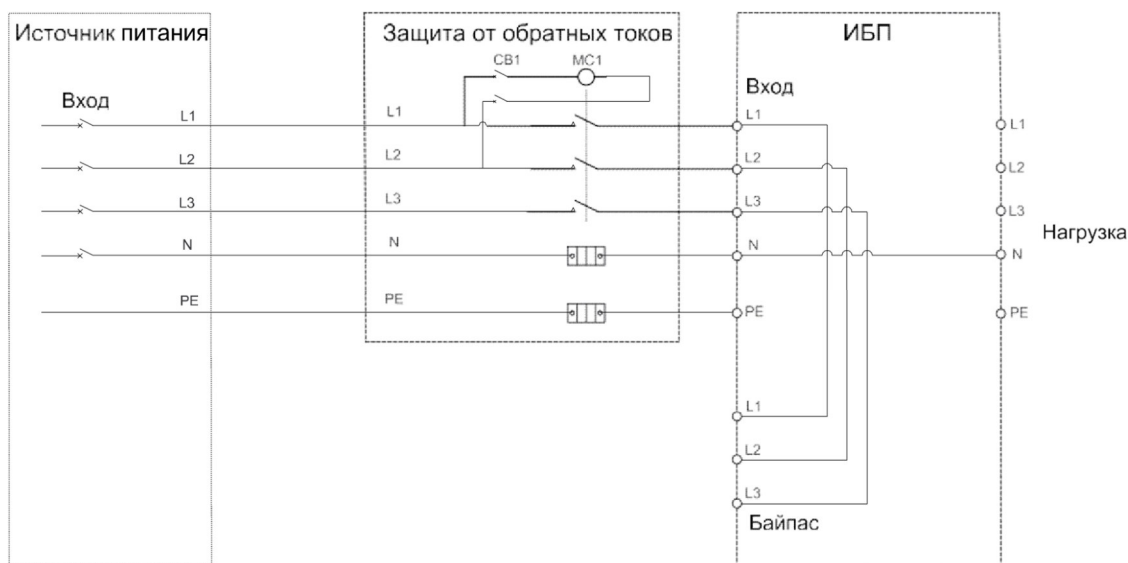 Источник питания
Защита от обратных токов
ИБП
CB1
MC1
Вход
Вход
L1
L1
L1
L1
L2
L2
L2
L2
L3
L3
L3
L3
Нагрузка
N
N
N
N
PE
PE
PE
PE
L1
L2
L3
Байпас